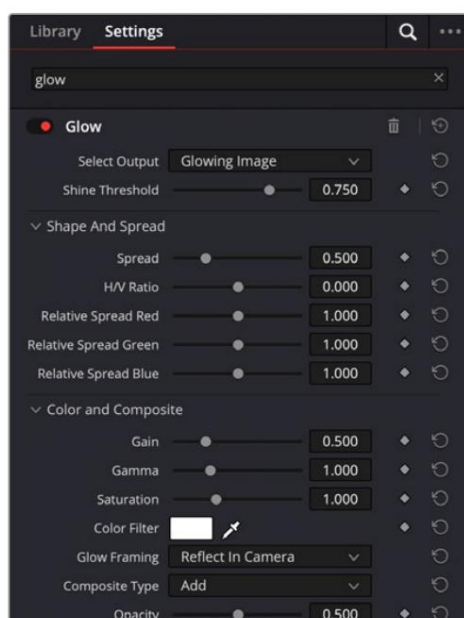 Library Settings
glow
Glow
Select Output Glowing Image
Shine Threshold 0.750
Shape And Spread
Spread 0.500
H/V Ratio 0.000
Relative Spread Red 1.000
Relative Spread Green 1.000
Relative Spread Blue 1.000
Color and Composite
Gain 0.500
Gamma 1.000
Saturation 1.000
Color Filter
Glow Framing Reflect In Camera
Composite Type Add
Opacity 0.500